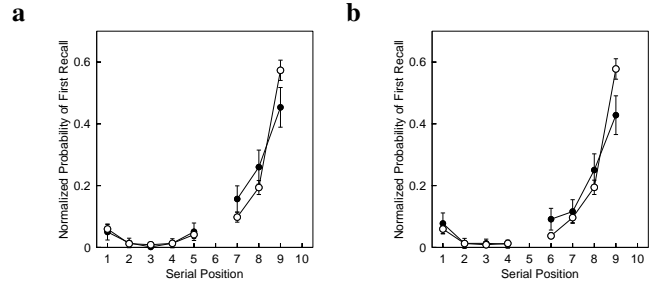 a
Normalized Probability of First Recall
0.6
0.4
0.2
0
1 2 3 4 5 6 7 8 9 10
Serial Position
b
Normalized Probability of First Recall
0.6
0.4
0.2
0
1 2 3 4 5 6 7 8 9 10
Serial Position